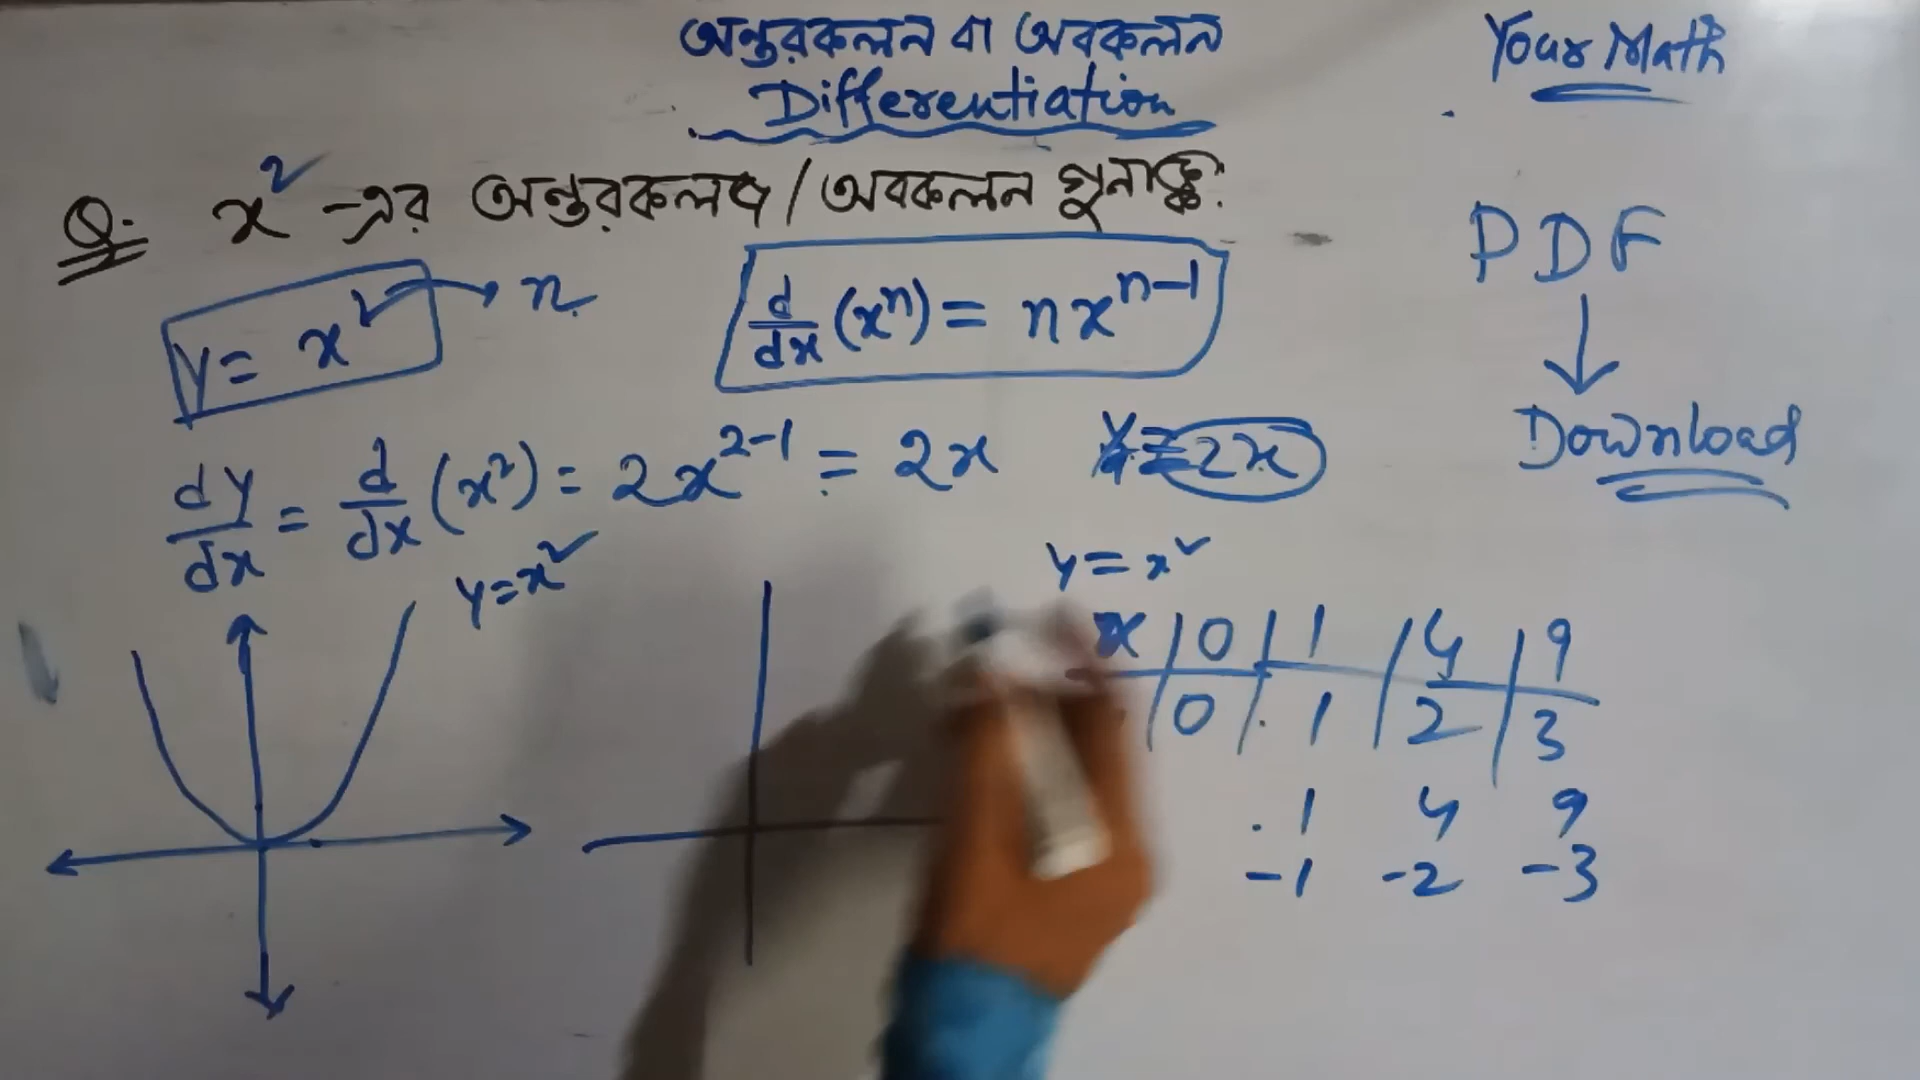 অন্তরকলন বা অবকলন
Differentiation
Your Math
Q. x² -এর অন্তরকলজ / অবকলন গুনাঙ্ক:
y = x² → n
d/dx (xⁿ) = nxⁿ⁻¹
PDF
↓
Download
dy/dx = d/dx (x²) = 2x²⁻¹ = 2x
2x
y = x²
y = x²
x | 0 | 1 | 4 | 9
0 | 1 | 2 | 3
1 4 9
-1 -2 -3